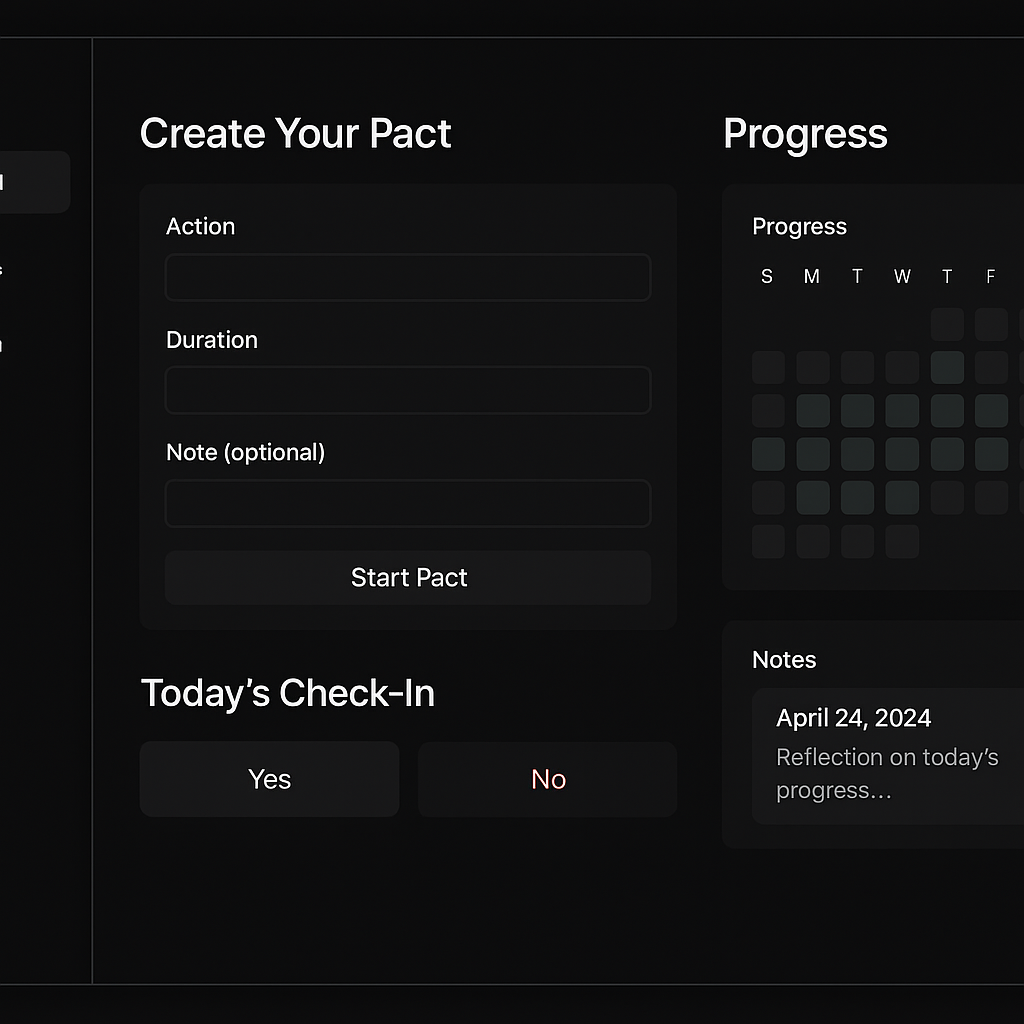 Create Your Pact
Action
Duration
Note (optional)
Start Pact
Today's Check-In
Yes
No
Progress
Progress
S M T W T F
Notes
April 24, 2024
Reflection on today's
progress...